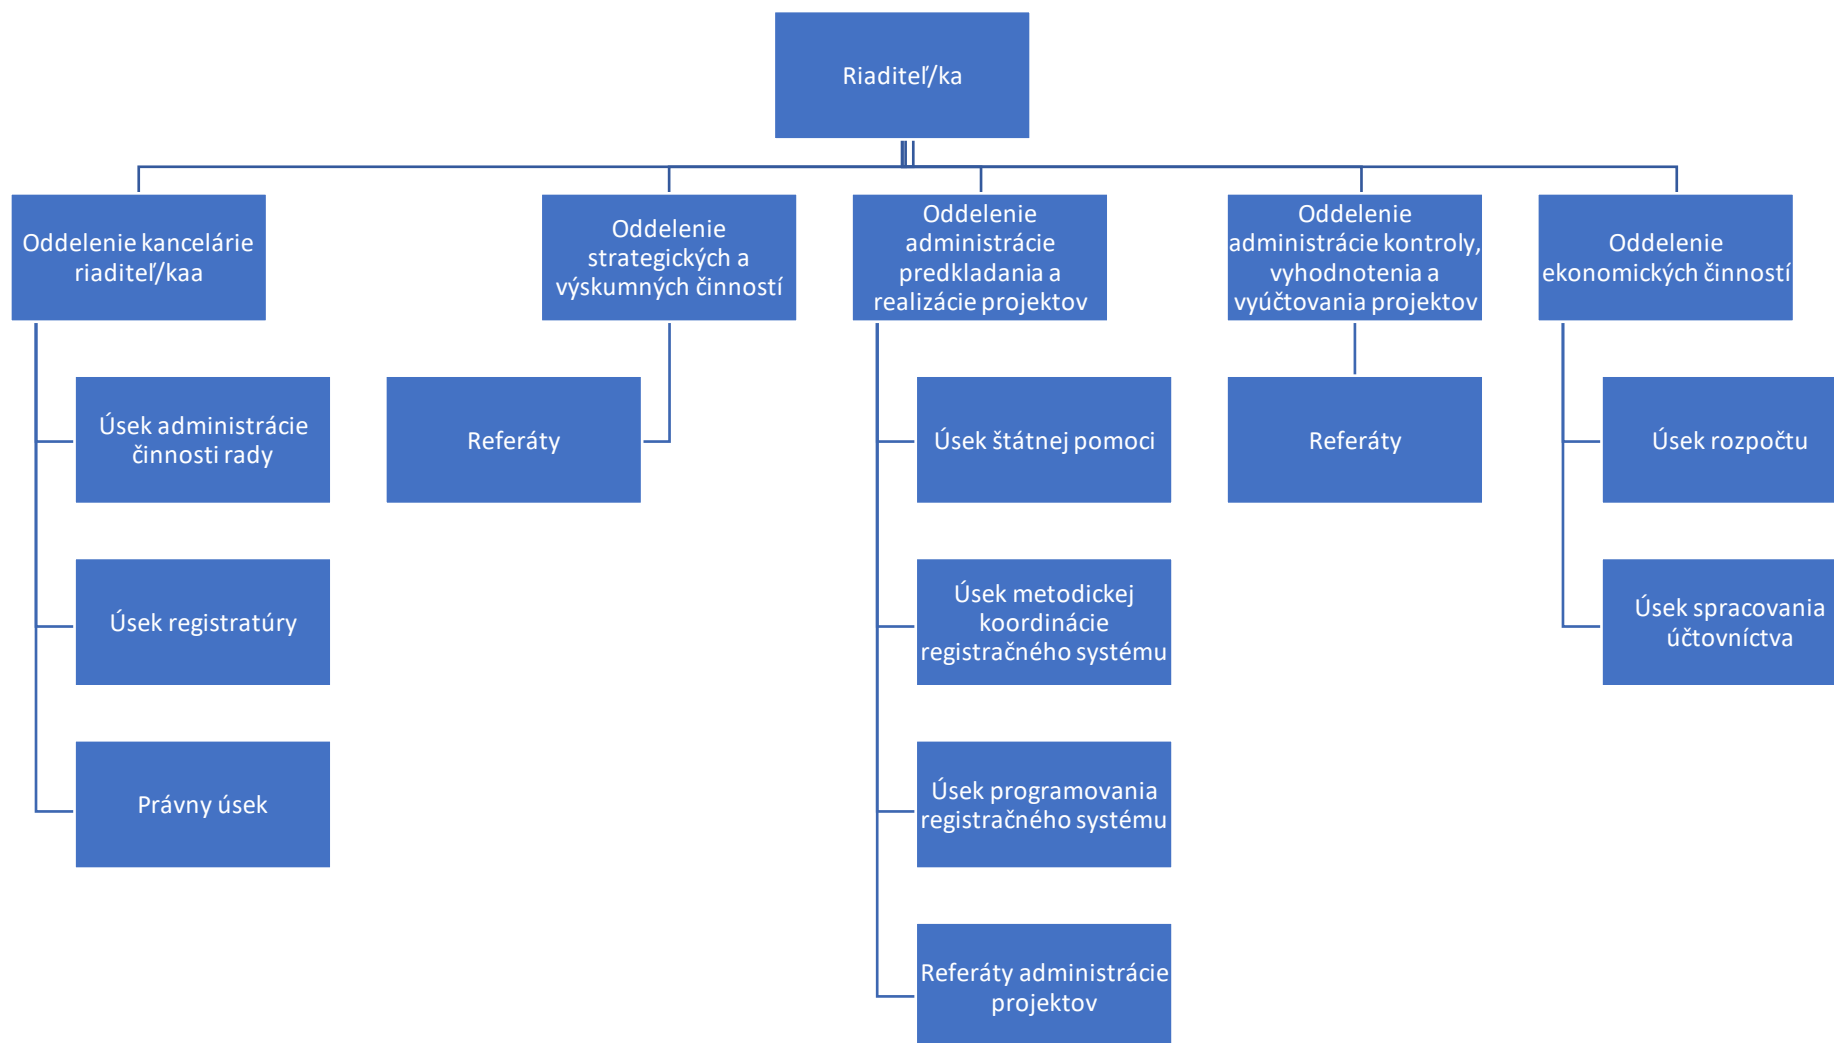 Riaditeľ/ka
Oddelenie kancelárie
riaditeľ/kaa
Oddelenie
strategických a
výskumných činností
Oddelenie
administrácie
predkladania a
realizácie projektov
Oddelenie
administrácie kontroly,
vyhodnotenia a
vyúčtovania projektov
Oddelenie
ekonomických činností
Úsek administrácie
činnosti rady
Úsek registratúry
Právny úsek
Referáty
Úsek štátnej pomoci
Úsek metodickej
koordinácie
registračného systému
Úsek programovania
registračného systému
Referáty administrácie
projektov
Referáty
Úsek rozpočtu
Úsek spracovania
účtovníctva